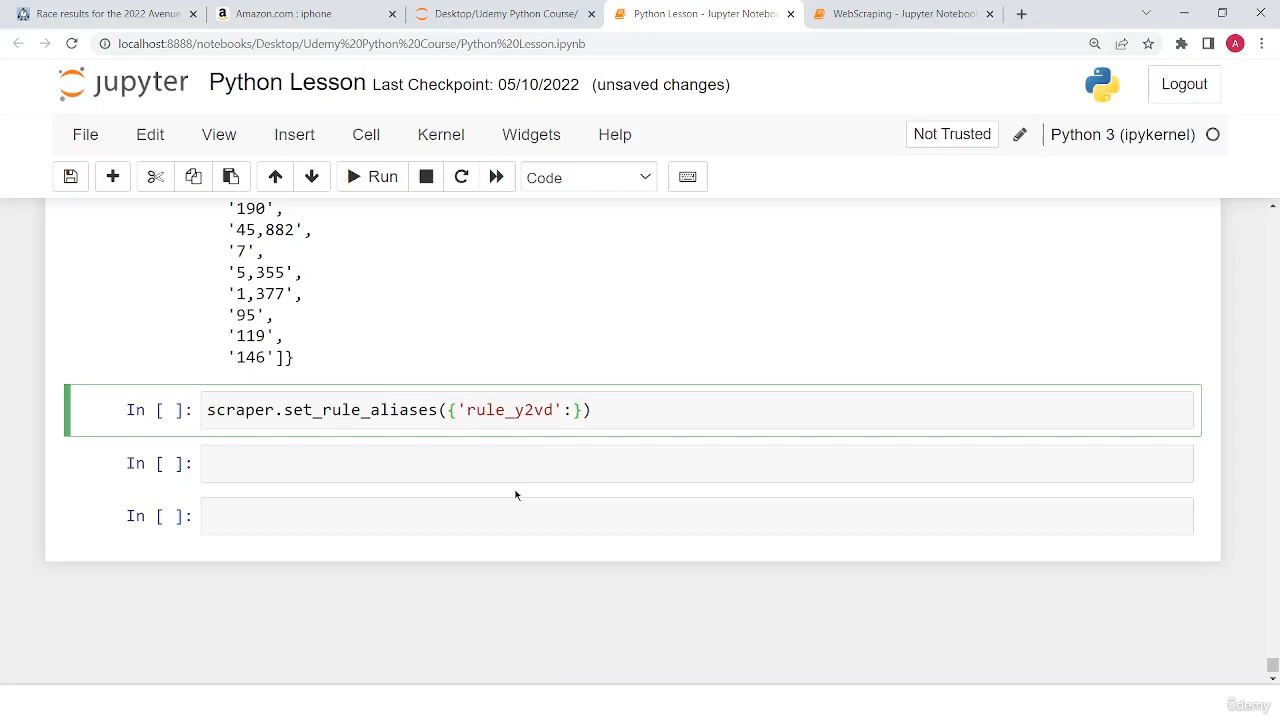 Race results for the 2022 Avenue
Amazon.com : iphone
Desktop/Udemy Python Course/
Python Lesson - Jupyter Notebook
WebScraping - Jupyter Notebook
localhost:8888/notebooks/Desktop/Udemy%20Python%20Course/Python%20Lesson.ipynb
A
jupyter Python Lesson Last Checkpoint: 05/10/2022 (unsaved changes)
Logout
File Edit View Insert Cell Kernel Widgets Help
Not Trusted
Python 3 (ipykernel)
Run
Code
'190',
'45,882',
'7',
'5,355',
'1,377',
'95',
'119',
'146']}
In [ ]: scraper.set_rule_aliases({'rule_y2vd':})
In [ ]:
In [ ]:
ûdemy